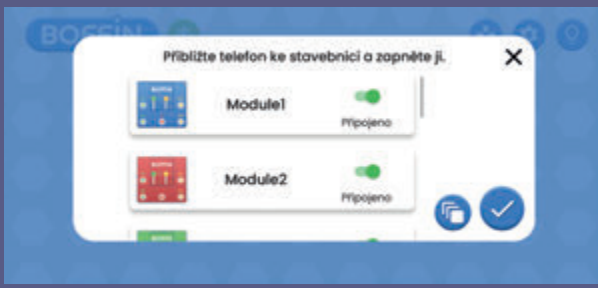 BOFFIN
Přibližte telefon ke stavebnici a zapněte ji.
Module1
Připojeno
Module2
Připojeno